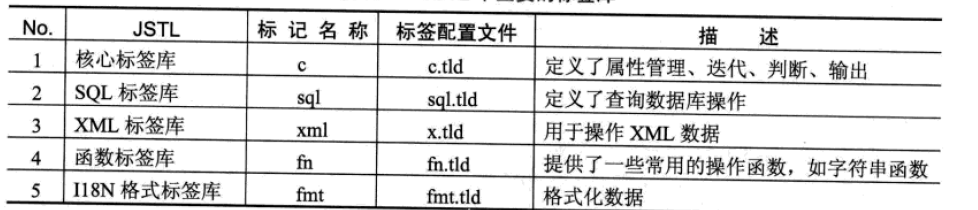 No. JSTL 标 记 名 称 标签配置文件 描 述
1 核心标签库 c c.tld 定义了属性管理、迭代、判断、输出
2 SQL 标签库 sql sql.tld 定义了查询数据库操作
3 XML 标签库 xml x.tld 用于操作 XML 数据
4 函数标签库 fn fn.tld 提供了一些常用的操作函数，如字符串函数
5 I18N 格式标签库 fmt fmt.tld 格式化数据